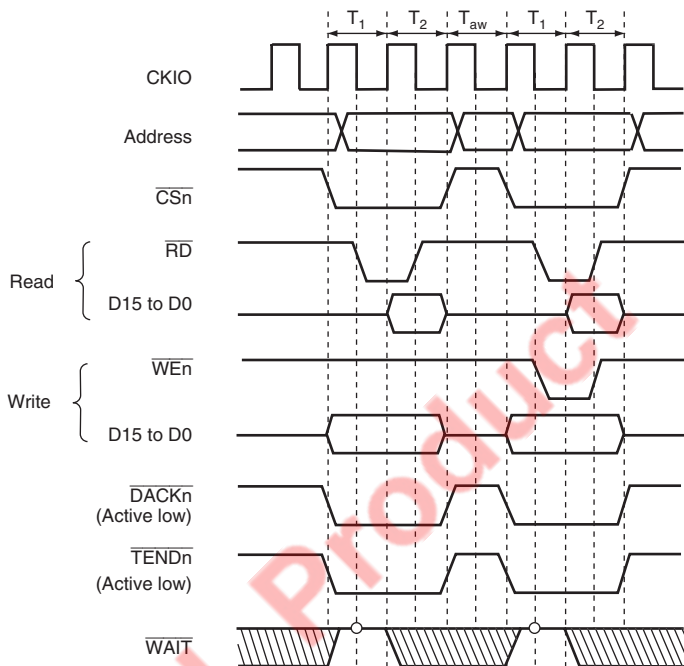 T1 T2 Taw T1 T2
CKIO
Address
CSn
Read
RD
D15 to D0
Write
WEn
D15 to D0
DACKn
(Active low)
TENDn
(Active low)
WAIT
Product